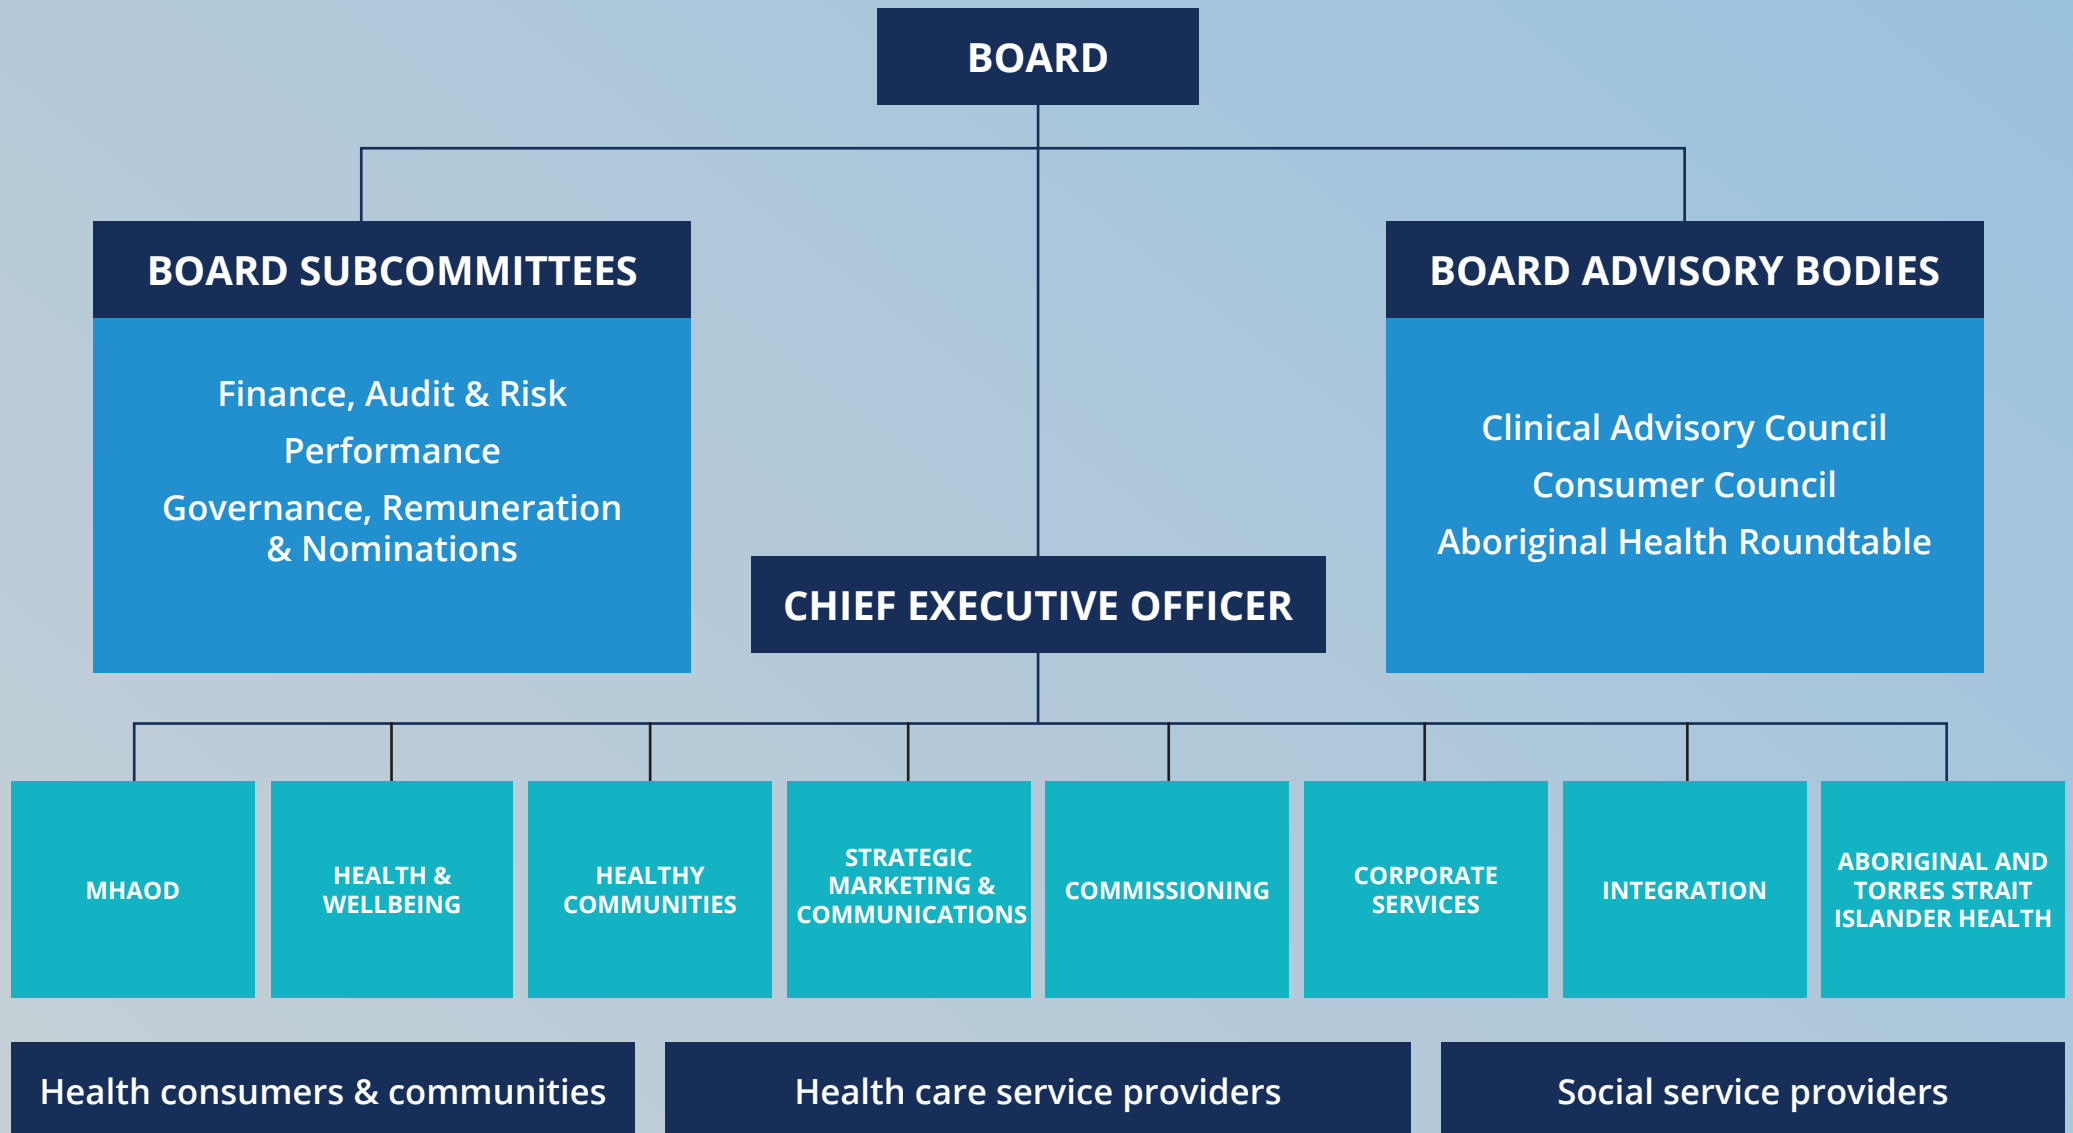 BOARD
BOARD SUBCOMMITTEES
Finance, Audit & Risk
Performance
Governance, Remuneration
& Nominations
BOARD ADVISORY BODIES
Clinical Advisory Council
Consumer Council
Aboriginal Health Roundtable
CHIEF EXECUTIVE OFFICER
MHAOD
HEALTH &
WELLBEING
HEALTHY
COMMUNITIES
STRATEGIC
MARKETING &
COMMUNICATIONS
COMMISSIONING
CORPORATE
SERVICES
INTEGRATION
ABORIGINAL AND
TORRES STRAIT
ISLANDER HEALTH
Health consumers & communities
Health care service providers
Social service providers